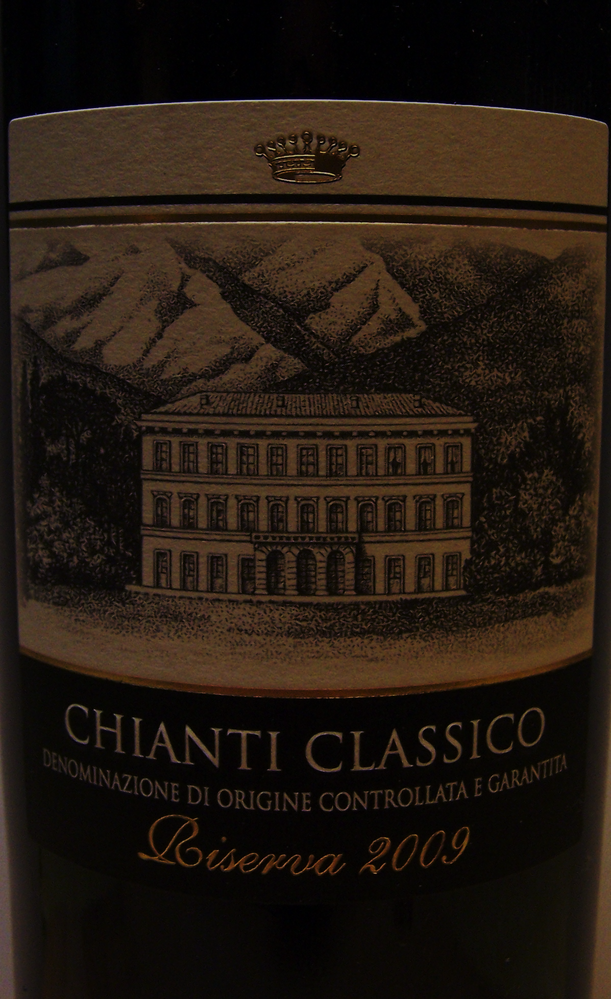 CHIANTI CLASSICO
DENOMINAZIONE DI ORIGINE CONTROLLATA E GARANTITA
Riserva 2009